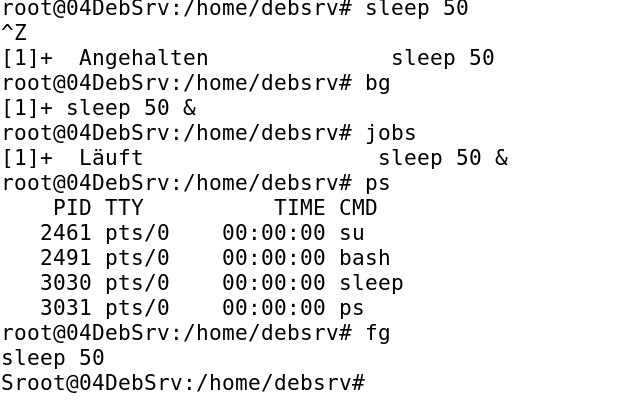 root@04DebSrv:/home/debsrv# sleep 50
^Z
[1]+  Angehalten              sleep 50
root@04DebSrv:/home/debsrv# bg
[1]+ sleep 50 &
root@04DebSrv:/home/debsrv# jobs
[1]+  Läuft                  sleep 50 &
root@04DebSrv:/home/debsrv# ps
    PID TTY          TIME CMD
   2461 pts/0    00:00:00 su
   2491 pts/0    00:00:00 bash
   3030 pts/0    00:00:00 sleep
   3031 pts/0    00:00:00 ps
root@04DebSrv:/home/debsrv# fg
sleep 50
Sroot@04DebSrv:/home/debsrv#